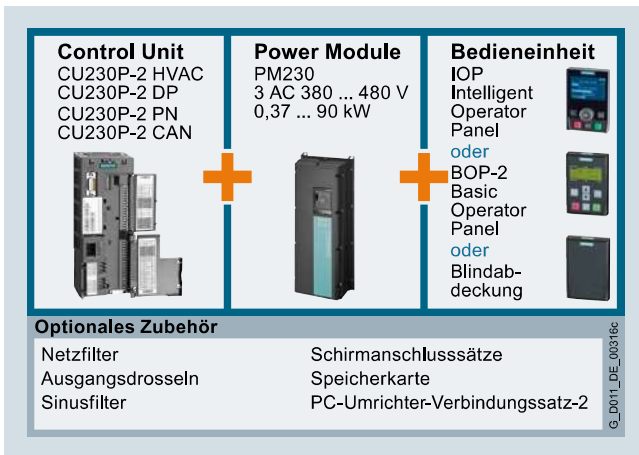 Control Unit
CU230P-2 HVAC
CU230P-2 DP
CU230P-2 PN
CU230P-2 CAN
Power Module
PM230
3 AC 380 ... 480 V
0,37 ... 90 kW
Bedieneinheit
IOP
Intelligent
Operator
Panel
oder
BOP-2
Basic
Operator
Panel
oder
Blindab-
deckung
Optionales Zubehör
Netzfilter
Ausgangsdrosseln
Sinusfilter
Schirmanschlusssätze
Speicherkarte
PC-Umrichter-Verbindungssatz-2
G_D011_DE_00316c